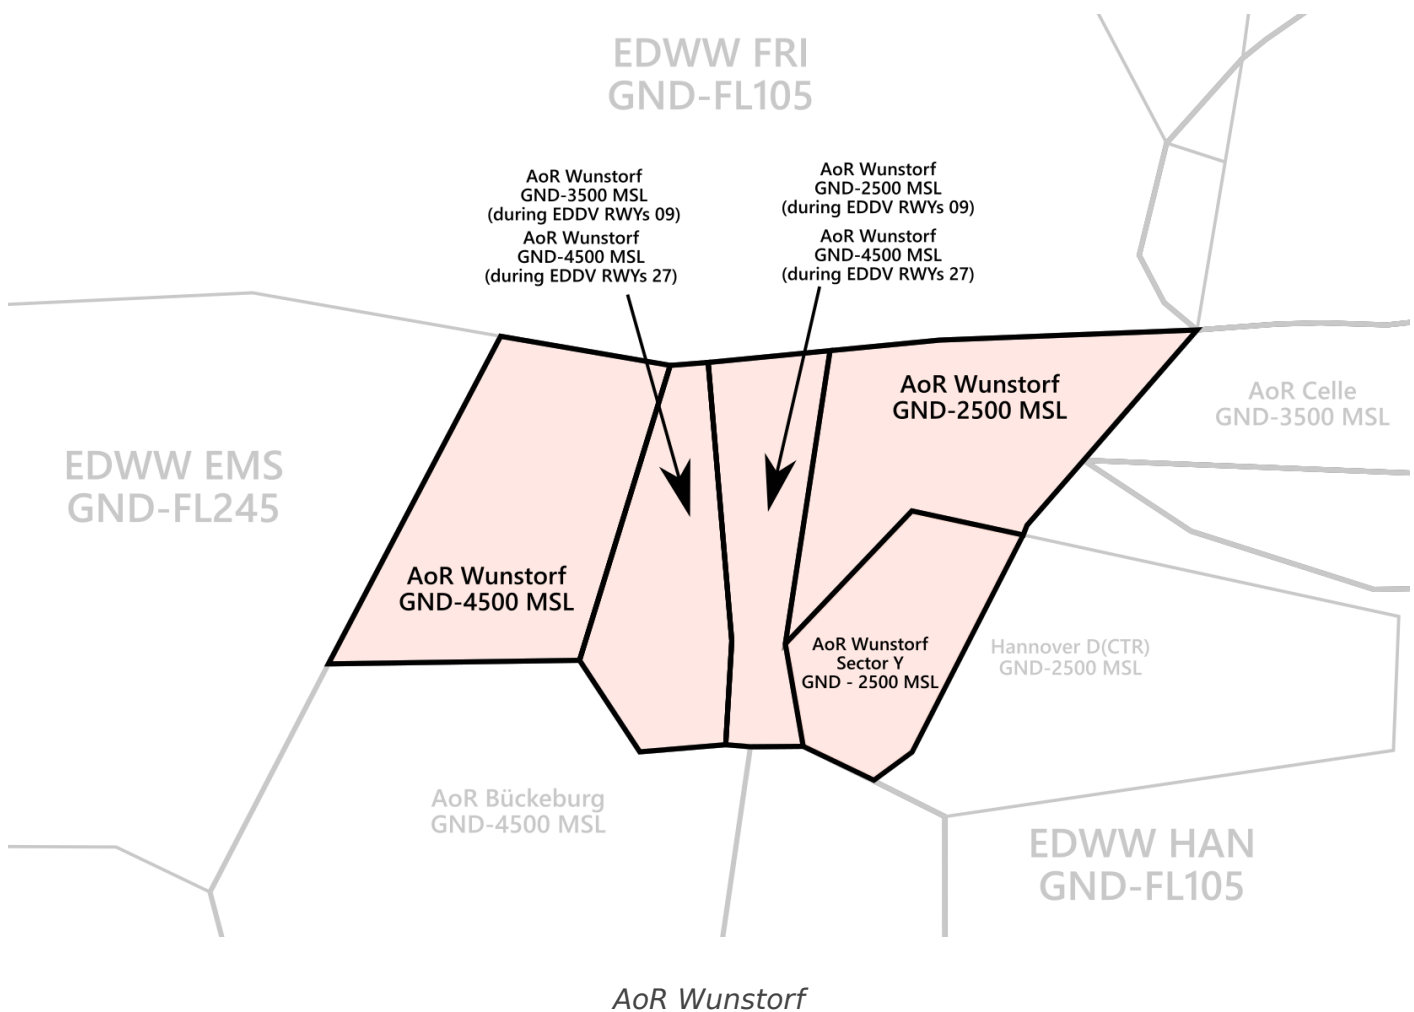 EDWW FRI
GND-FL105
AoR Wunstorf
GND-3500 MSL
(during EDDV RWYs 09)
AoR Wunstorf
GND-4500 MSL
(during EDDV RWYs 27)
AoR Wunstorf
GND-2500 MSL
(during EDDV RWYs 09)
AoR Wunstorf
GND-4500 MSL
(during EDDV RWYs 27)
AoR Wunstorf
GND-2500 MSL
AoR Celle
GND-3500 MSL
EDWW EMS
GND-FL245
AoR Wunstorf
GND-4500 MSL
AoR Wunstorf
Sector Y
GND - 2500 MSL
Hannover D(CTR)
GND-2500 MSL
AoR Bückeburg
GND-4500 MSL
EDWW HAN
GND-FL105
AoR Wunstorf